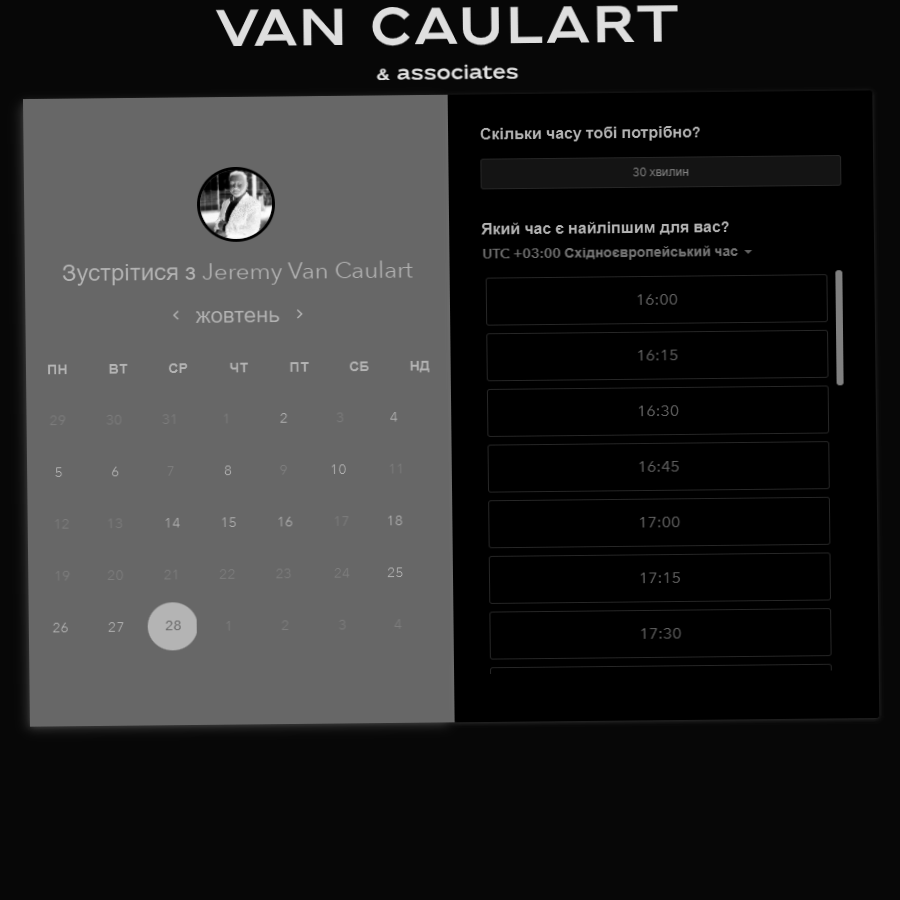 VAN CAULART
& associates
Зустрітися з Jeremy Van Caulart
жовтень
ПН ВТ СР ЧТ ПТ СБ НД
29 30 31 1 2 3 4
5 6 7 8 9 10 11
12 13 14 15 16 17 18
19 20 21 22 23 24 25
26 27 28 1 2 3 4
Скільки часу тобі потрібно?
30 хвилин
Який час є найліпшим для вас?
UTC +03:00 Східноєвропейський час
16:00
16:15
16:30
16:45
17:00
17:15
17:30